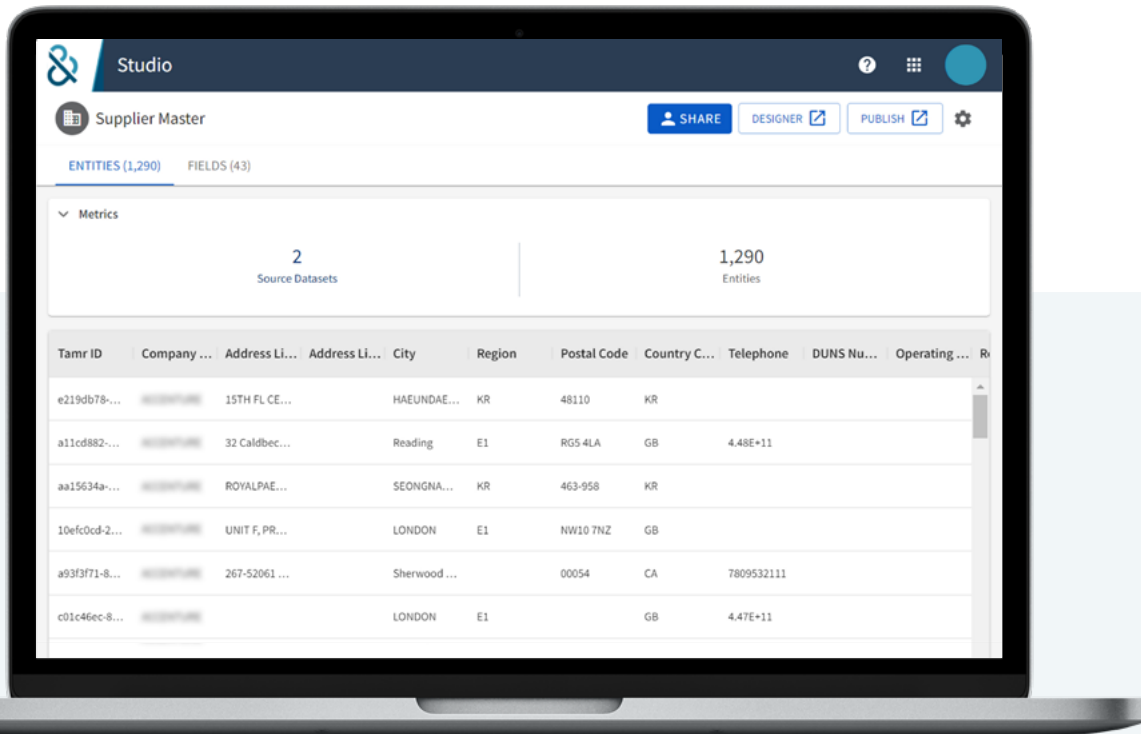 & Studio ?
Supplier Master SHARE DESIGNER PUBLISH
ENTITIES (1,290) FIELDS (43)
Metrics
2 1,290
Source Datasets Entities
Tamr ID Company ... Address Li... Address Li... City Region Postal Code Country C... Telephone DUNS Nu... Operating ... Re
e219db78-... 15TH FL CE... HAEUNDAE... KR 48110 KR
a11cd882-... 32 Caldbec... Reading E1 RG5 4LA GB 4.48E+11
aa15634a-... ROYALPAE... SEONGNA... KR 463-958 KR
10efc0cd-2... UNIT F, PR... LONDON E1 NW10 7NZ GB
a93f3f71-8... 267-52061 ... Sherwood ... 00054 CA 7809532111
c01c46ec-8... LONDON E1 GB 4.47E+11